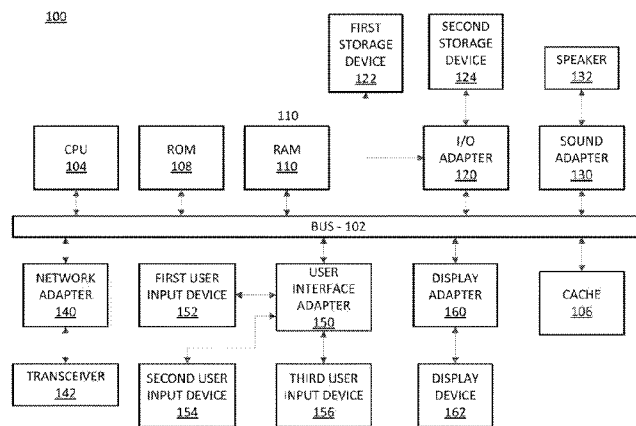 100
FIRST
STORAGE
DEVICE
122
SECOND
STORAGE
DEVICE
124
SPEAKER
132
110
CPU
104
ROM
108
RAM
110
I/O
ADAPTER
120
SOUND
ADAPTER
130
BUS - 102
NETWORK
ADAPTER
140
FIRST USER
INPUT DEVICE
152
USER
INTERFACE
ADAPTER
150
DISPLAY
ADAPTER
160
CACHE
106
TRANSCEIVER
142
SECOND USER
INPUT DEVICE
154
THIRD USER
INPUT DEVICE
156
DISPLAY
DEVICE
162